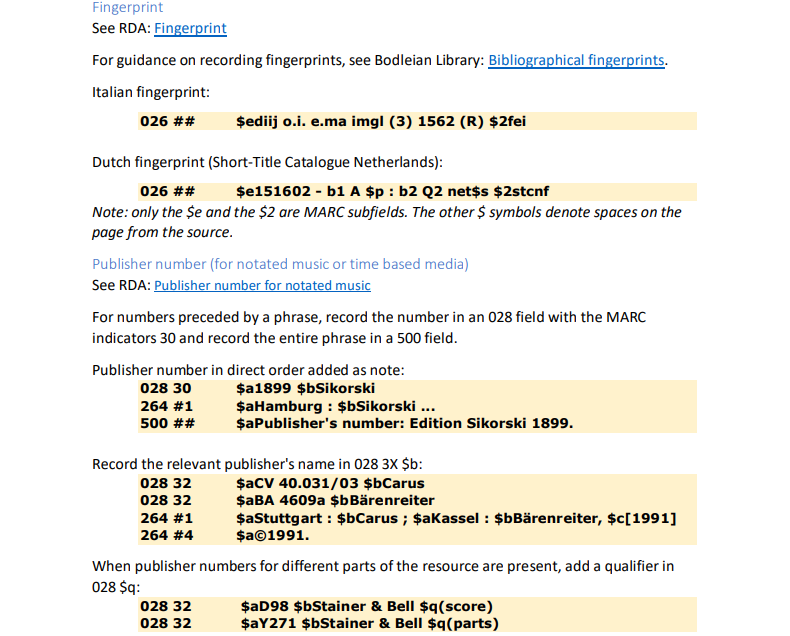 Fingerprint
See RDA: Fingerprint
For guidance on recording fingerprints, see Bodleian Library: Bibliographical fingerprints.
Italian fingerprint:
026 ## $ediij o.i. e.ma imgl (3) 1562 (R) $2fei
Dutch fingerprint (Short-Title Catalogue Netherlands):
026 ## $e151602 - b1 A $p : b2 Q2 net$s $2stcnf
Note: only the $e and the $2 are MARC subfields. The other $ symbols denote spaces on the
page from the source.
Publisher number (for notated music or time based media)
See RDA: Publisher number for notated music
For numbers preceded by a phrase, record the number in an 028 field with the MARC
indicators 30 and record the entire phrase in a 500 field.
Publisher number in direct order added as note:
028 30 $a1899 $bSikorski
264 #1 $aHamburg : $bSikorski ...
500 ## $aPublisher's number: Edition Sikorski 1899.
Record the relevant publisher's name in 028 3X $b:
028 32 $aCV 40.031/03 $bCarus
028 32 $aBA 4609a $bBärenreiter
264 #1 $aStuttgart : $bCarus ; $aKassel : $bBärenreiter, $c[1991]
264 #4 $a©1991.
When publisher numbers for different parts of the resource are present, add a qualifier in
028 $q:
028 32 $aD98 $bStainer & Bell $q(score)
028 32 $aY271 $bStainer & Bell $q(parts)